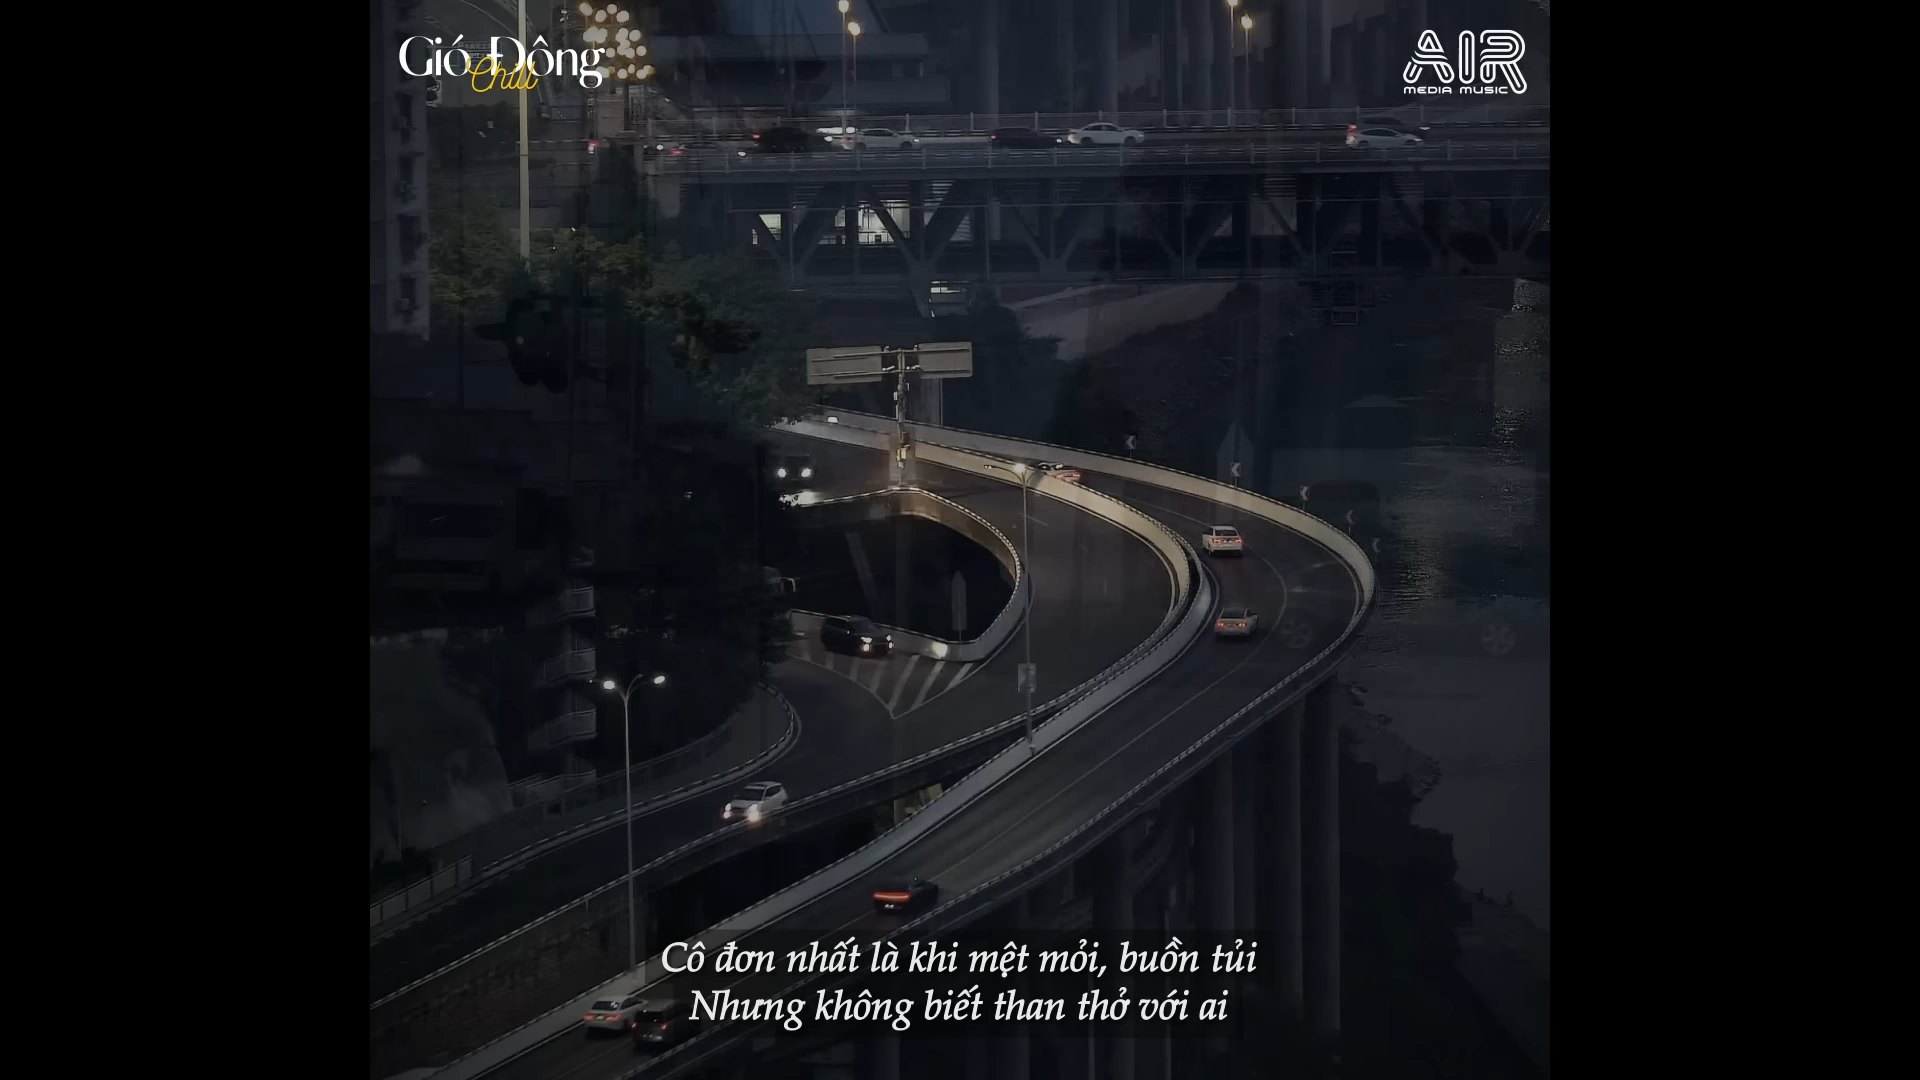 Gió Đông
Chill
AIR
MEDIA MUSIC
Cô đơn nhất là khi mệt mỏi, buồn tủi
Nhưng không biết than thở với ai